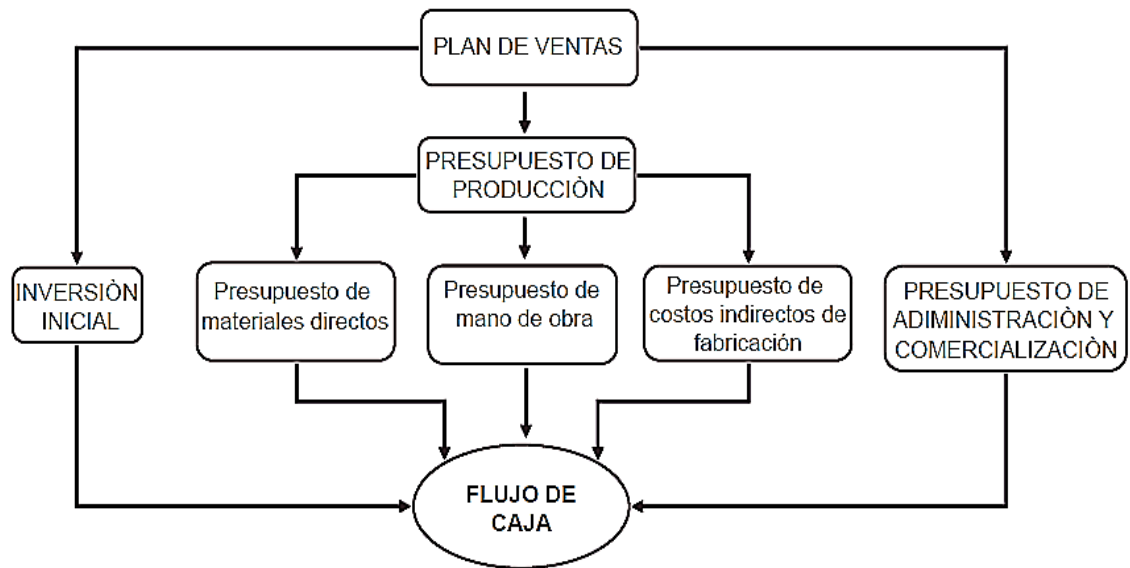 PLAN DE VENTAS
PRESUPUESTO DE
PRODUCCIÒN
INVERSIÒN
INICIAL
Presupuesto de
materiales directos
Presupuesto de
mano de obra
Presupuesto de
costos indirectos de
fabricación
PRESUPUESTO DE
ADIMINISTRACIÒN Y
COMERCIALIZACIÒN
FLUJO DE
CAJA